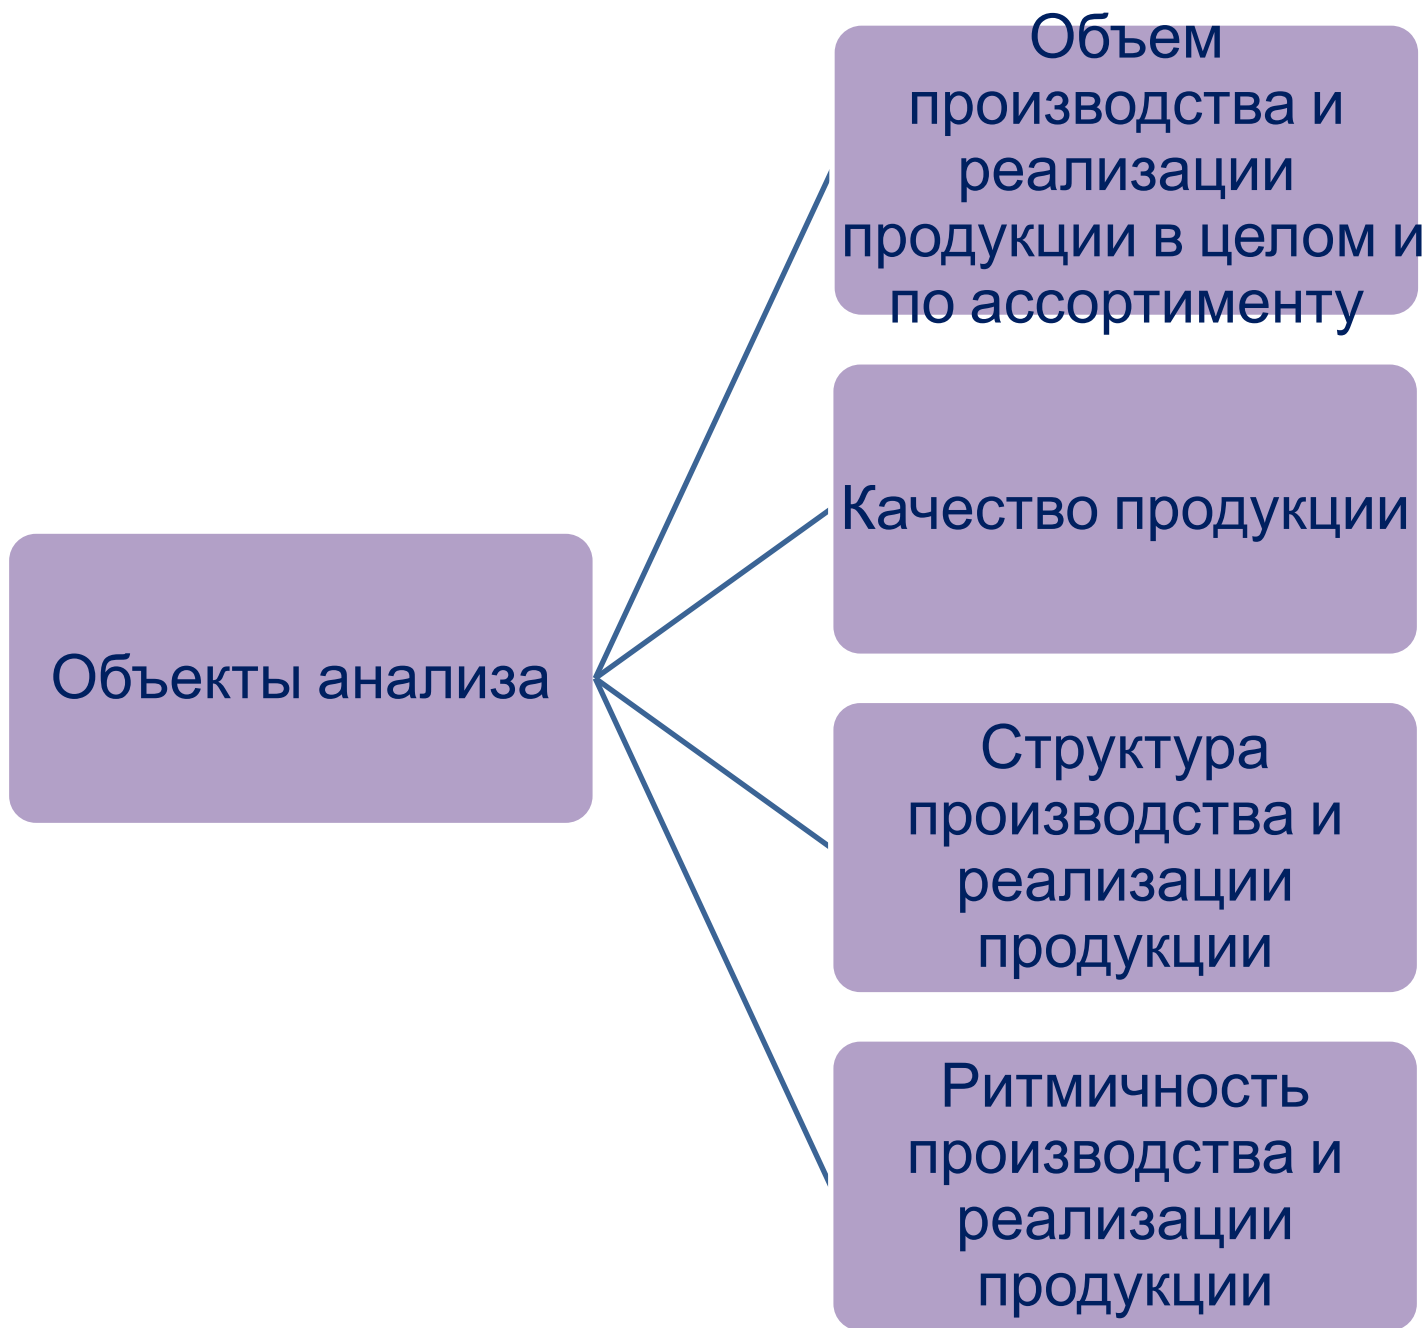 Объекты анализа
Объем
производства и
реализации
продукции в целом и
по ассортименту
Качество продукции
Структура
производства и
реализации
продукции
Ритмичность
производства и
реализации
продукции